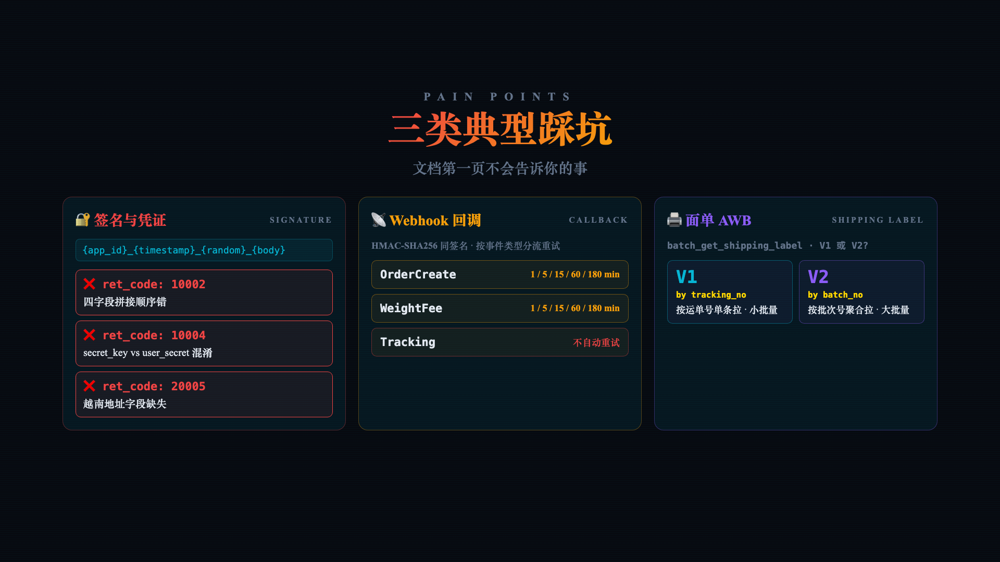 PAIN POINTS
三类典型踩坑
文档第一页不会告诉你的事
🔐 签名与凭证
SIGNATURE
{app_id}_{timestamp}_{random}_{body}
❌ ret_code: 10002
四字段拼接顺序错
❌ ret_code: 10004
secret_key vs user_secret 混淆
❌ ret_code: 20005
越南地址字段缺失
📡 Webhook 回调
CALLBACK
HMAC-SHA256 同签名 · 按事件类型分流重试
OrderCreate
1 / 5 / 15 / 60 / 180 min
WeightFee
1 / 5 / 15 / 60 / 180 min
Tracking
不自动重试
🖨️ 面单 AWB
SHIPPING LABEL
batch_get_shipping_label · V1 或 V2?
V1
by tracking_no
按运单号单条拉 · 小批量
V2
by batch_no
按批次号聚合拉 · 大批量